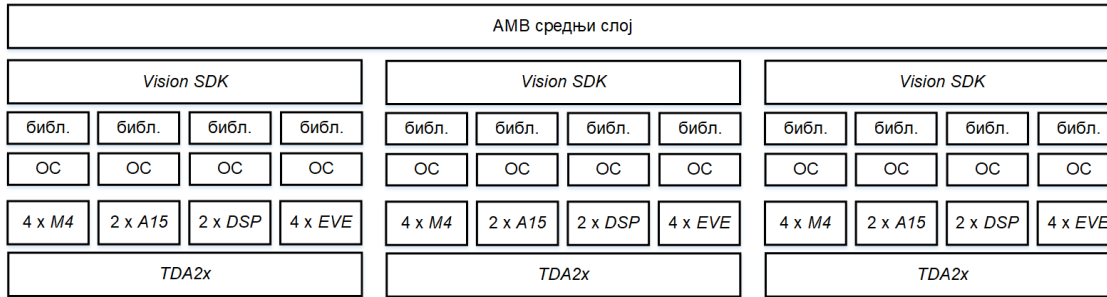 АМВ средњи слој
Vision SDK Vision SDK Vision SDK
библ. библ. библ. библ. библ. библ. библ. библ. библ. библ. библ. библ.
ОС ОС ОС ОС ОС ОС ОС ОС ОС ОС ОС ОС
4 x M4 2 x A15 2 x DSP 4 x EVE 4 x M4 2 x A15 2 x DSP 4 x EVE 4 x M4 2 x A15 2 x DSP 4 x EVE
TDA2x TDA2x TDA2x